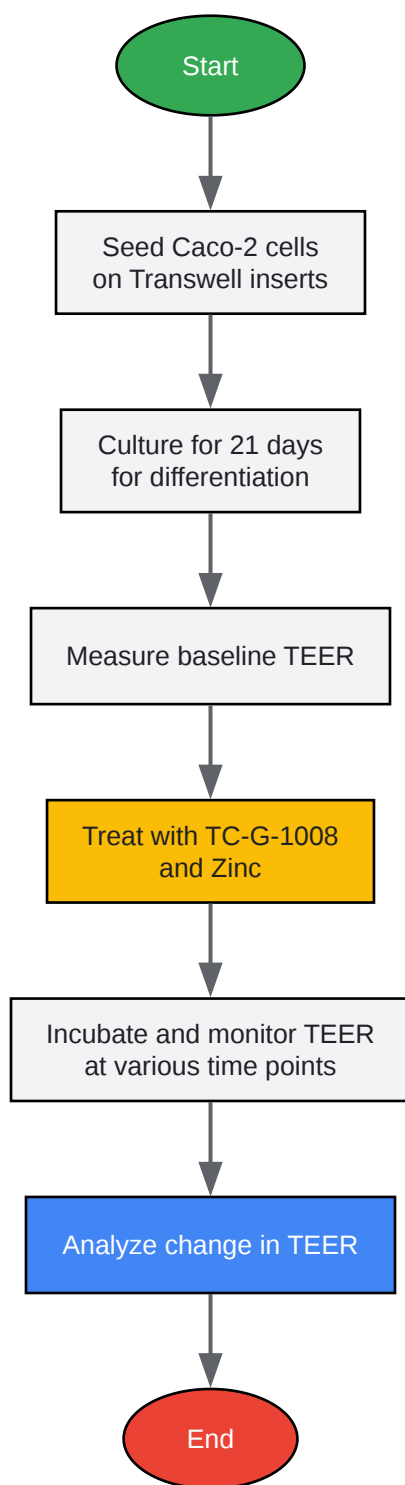 Start
Seed Caco-2 cells
on Transwell inserts
Culture for 21 days
for differentiation
Measure baseline TEER
Treat with TC-G-1008
and Zinc
Incubate and monitor TEER
at various time points
Analyze change in TEER
End